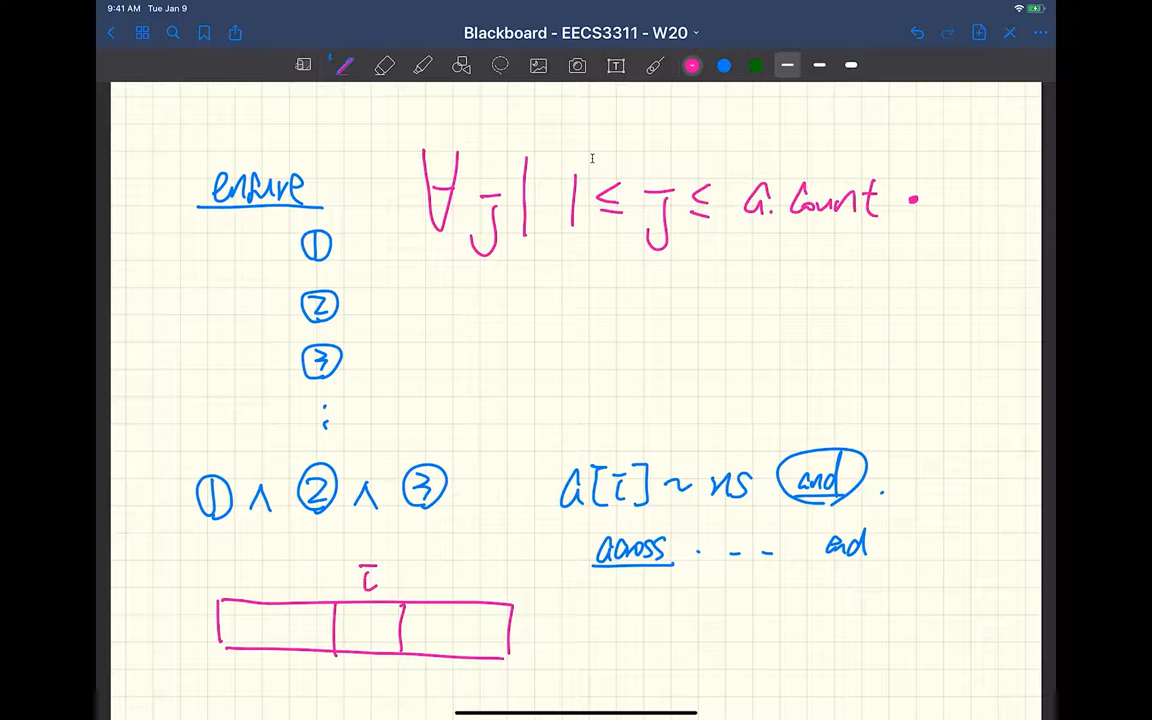 9:41 AM Tue Jan 9
Blackboard - EECS3311 - W20
ensure
∀ j | 1 ≤ j ≤ a.count •
①
②
③
⋮
① ∧ ② ∧ ③
a[i] ~ ns and .
across . - - end
i